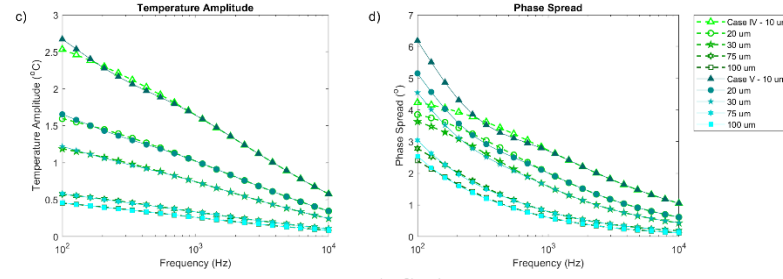 c)
Temperature Amplitude
3
2.5
2
1.5
1
0.5
0
Temperature Amplitude (°C)
10²
10³
10⁴
Frequency (Hz)
d)
Phase Spread
7
6
5
4
3
2
1
0
Phase Spread (°)
10²
10³
10⁴
Frequency (Hz)
Case IV - 10 um
20 um
30 um
75 um
100 um
Case V - 10 um
20 um
30 um
75 um
100 um